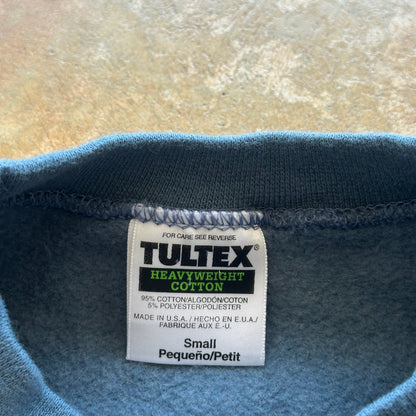 FOR CARE SEE REVERSE
TULTEX®
HEAVYWEIGHT
COTTON
95% COTTON/ALGODÓN/COTON
5% POLYESTER/POLIESTER
MADE IN U.S.A. / HECHO EN E.U.A./
FABRIQUE AUX E.-U.
Small
Pequeño/Petit